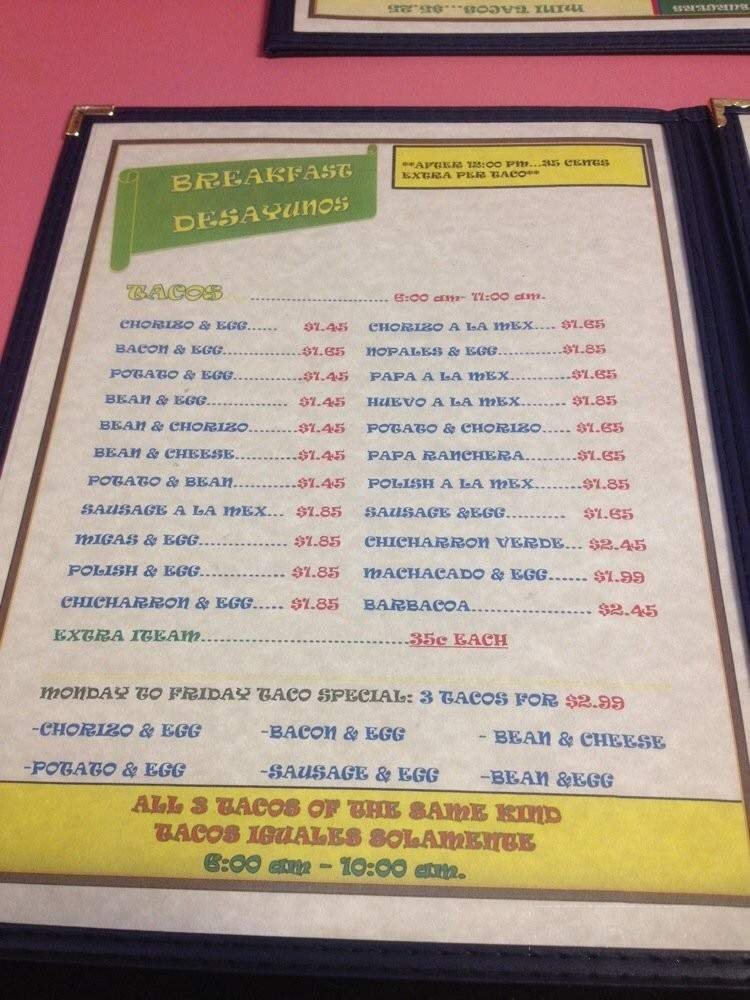 MINI TACOS...$5.25
BURGERS
BREAKFAST
DESAYUNOS
**AFTER 12:00 PM...35 CENTS
EXTRA PER TACO**
TACOS.............................. 6:00 am- 11:00 am.
CHORIZO & EGG...... $1.45 CHORIZO A LA MEX.... $1.65
BACON & EGG...............$1.65 NOPALES & EGG............$1.85
POTATO & EGG.............$1.45 PAPA A LA MEX............$1.65
BEAN & EGG................ $1.45 HUEVO A LA MEX......... $1.85
BEAN & CHORIZO..........$1.45 POTATO & CHORIZO...... $1.65
BEAN & CHEESE............$1.45 PAPA RANCHERA..........$1.65
POTATO & BEAN............$1.45 POLISH A LA MEX.........$1.85
SAUSAGE A LA MEX... $1.85 SAUSAGE &EGG........... $1.65
MIGAS & EGG................. $1.85 CHICHARRON VERDE... $2.45
POLISH & EGG................ $1.85 MACHACADO & EGG...... $1.99
CHICHARRON & EGG..... $1.85 BARBACOA....................... $2.45
EXTRA ITEAM.......................................35c EACH
MONDAY TO FRIDAY TACO SPECIAL: 3 TACOS FOR $2.99
-CHORIZO & EGG -BACON & EGG - BEAN & CHEESE
-POTATO & EGG -SAUSAGE & EGG -BEAN &EGG
ALL 3 TACOS OF THE SAME KIND
TACOS IGUALES SOLAMENTE
6:00 am - 10:00 am.